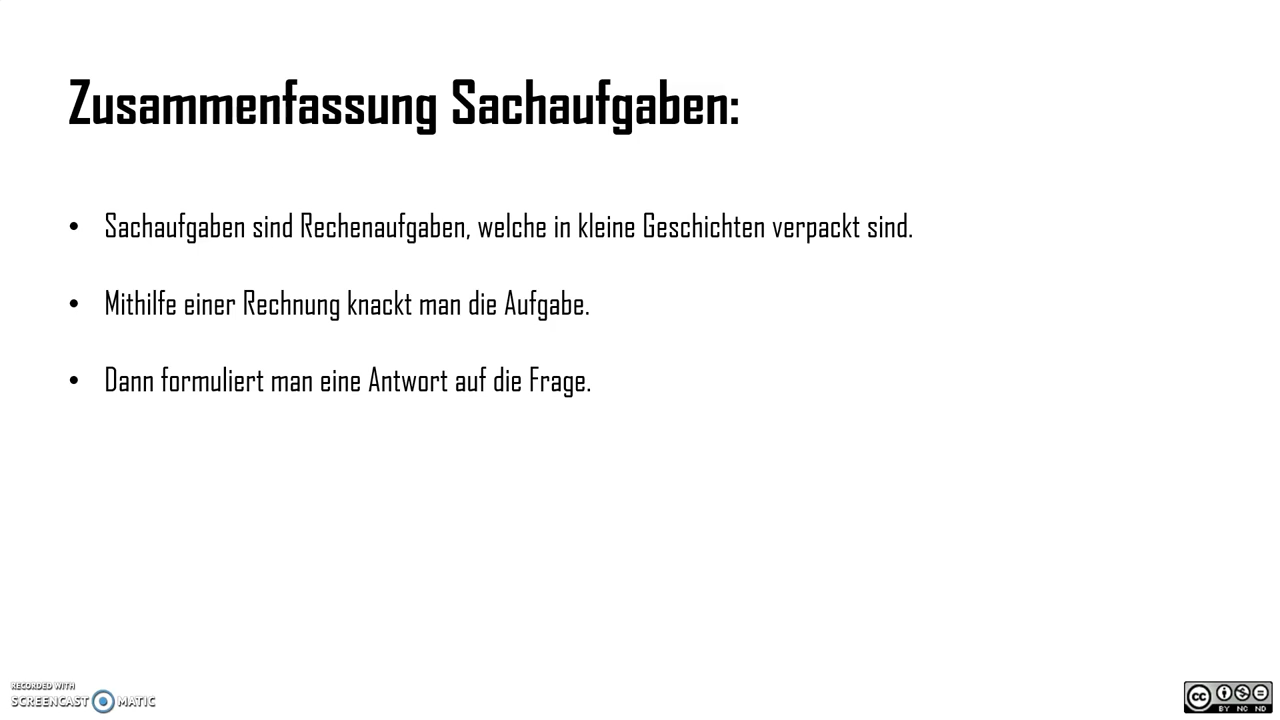 Zusammenfassung Sachaufgaben:
• Sachaufgaben sind Rechenaufgaben, welche in kleine Geschichten verpackt sind.
• Mithilfe einer Rechnung knackt man die Aufgabe.
• Dann formuliert man eine Antwort auf die Frage.
RECORDED WITH
SCREENCAST MATIC
cc
BY NC ND